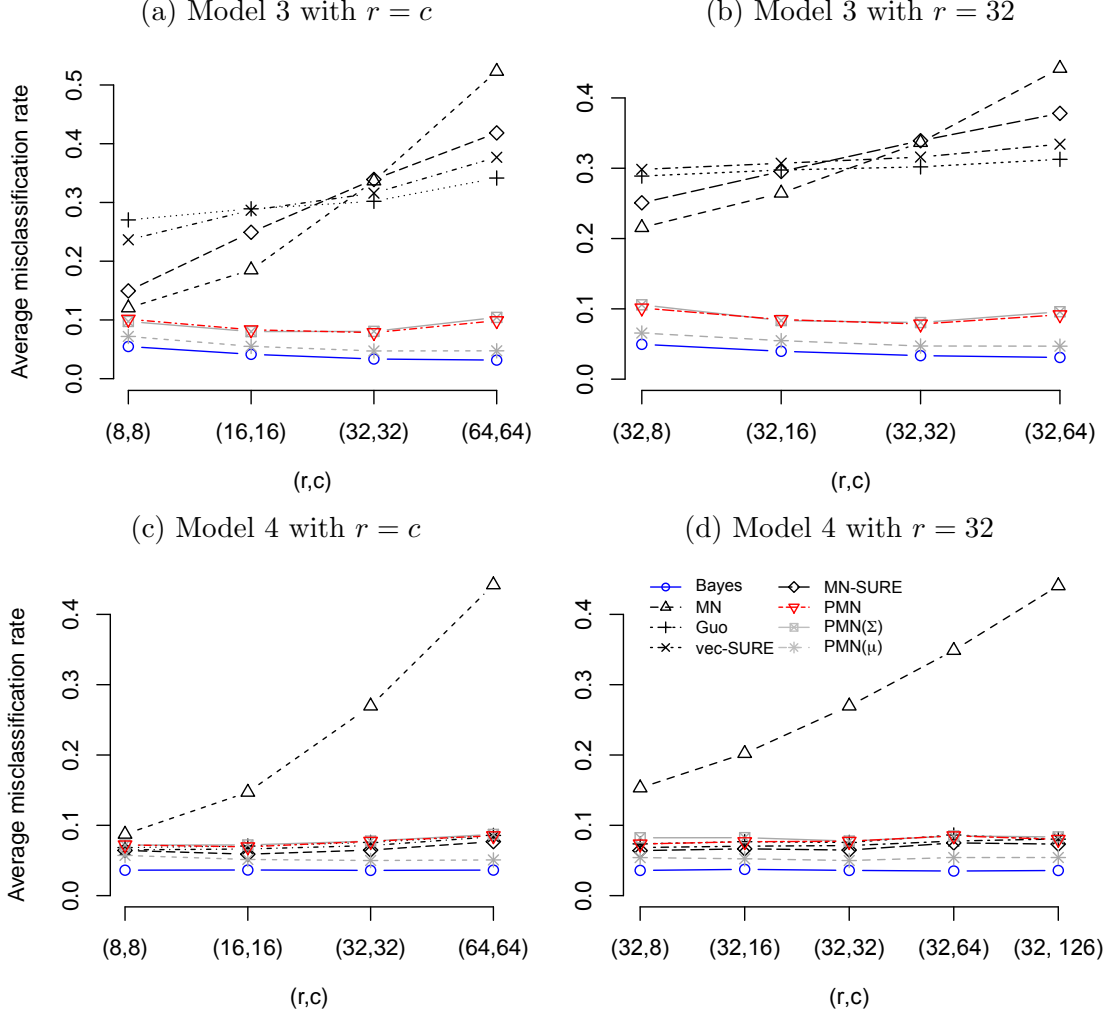 (a) Model 3 with r = c
(b) Model 3 with r = 32
Average misclassification rate
0.0 0.1 0.2 0.3 0.4 0.5
(8,8) (16,16) (32,32) (64,64)
(r,c)
0.0 0.1 0.2 0.3 0.4
(32,8) (32,16) (32,32) (32,64)
(r,c)
(c) Model 4 with r = c
(d) Model 4 with r = 32
Average misclassification rate
0.0 0.1 0.2 0.3 0.4
(8,8) (16,16) (32,32) (64,64)
(r,c)
0.0 0.1 0.2 0.3 0.4
Bayes
MN
Guo
vec-SURE
MN-SURE
PMN
PMN(Σ)
PMN(μ)
(32,8) (32,16) (32,32) (32,64) (32, 126)
(r,c)